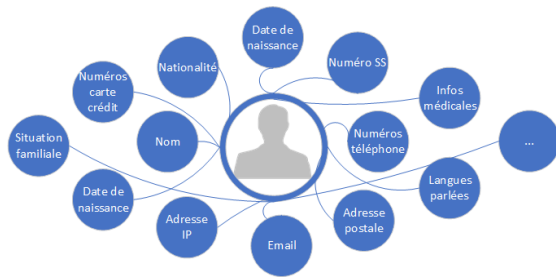 Date de
naissance
Numéro SS
Nationalité
Numéros
carte
crédit
Infos
médicales
Situation
familiale
Nom
Numéros
téléphone
...
Date de
naissance
Langues
parlées
Adresse
IP
Adresse
postale
Email